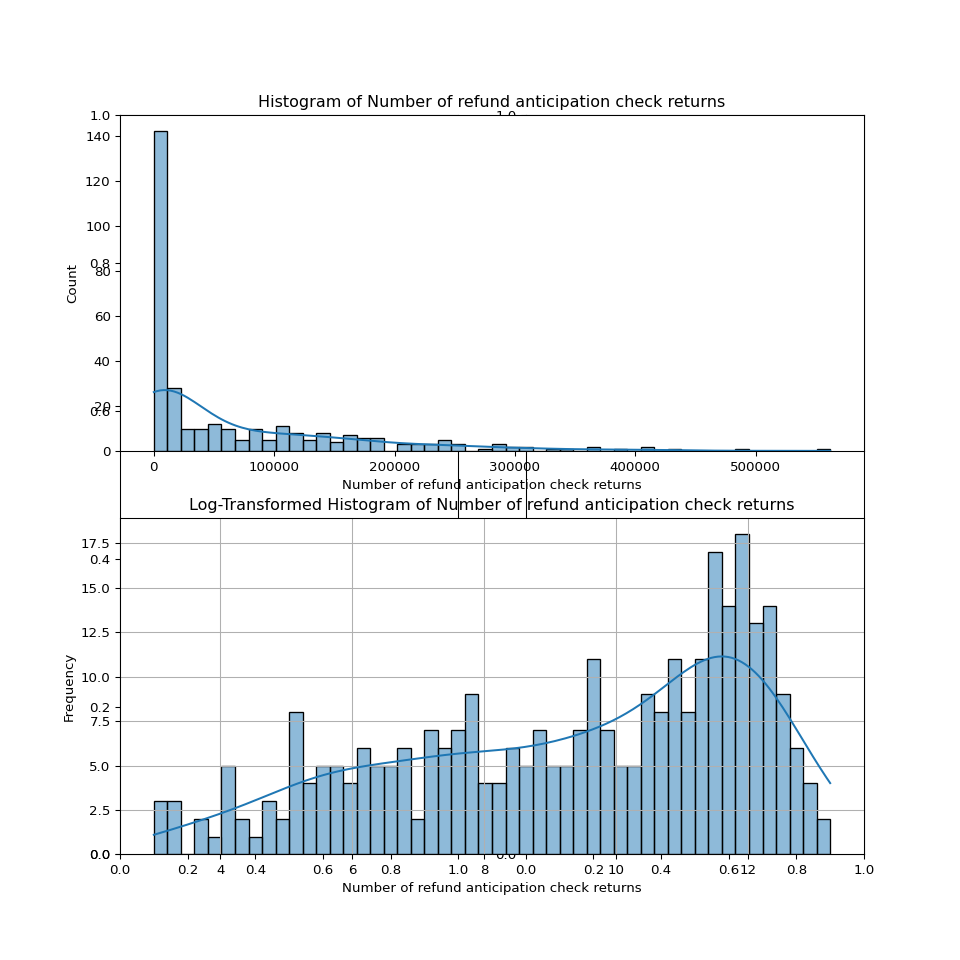 Histogram of Number of refund anticipation check returns
1.0
1.0
140
120
100
0.8
80
60
40
20
0.6
0
Count
0 100000 200000 300000 400000 500000
Number of refund anticipation check returns
Log-Transformed Histogram of Number of refund anticipation check returns
17.5
0.4
15.0
12.5
10.0
0.2
7.5
5.0
2.5
0.0
0.0
Frequency
0.0 0.2 4 0.4 0.6 6 0.8 1.0 8 0.0 0.2 10 0.4 0.6 12 0.8 1.0
Number of refund anticipation check returns